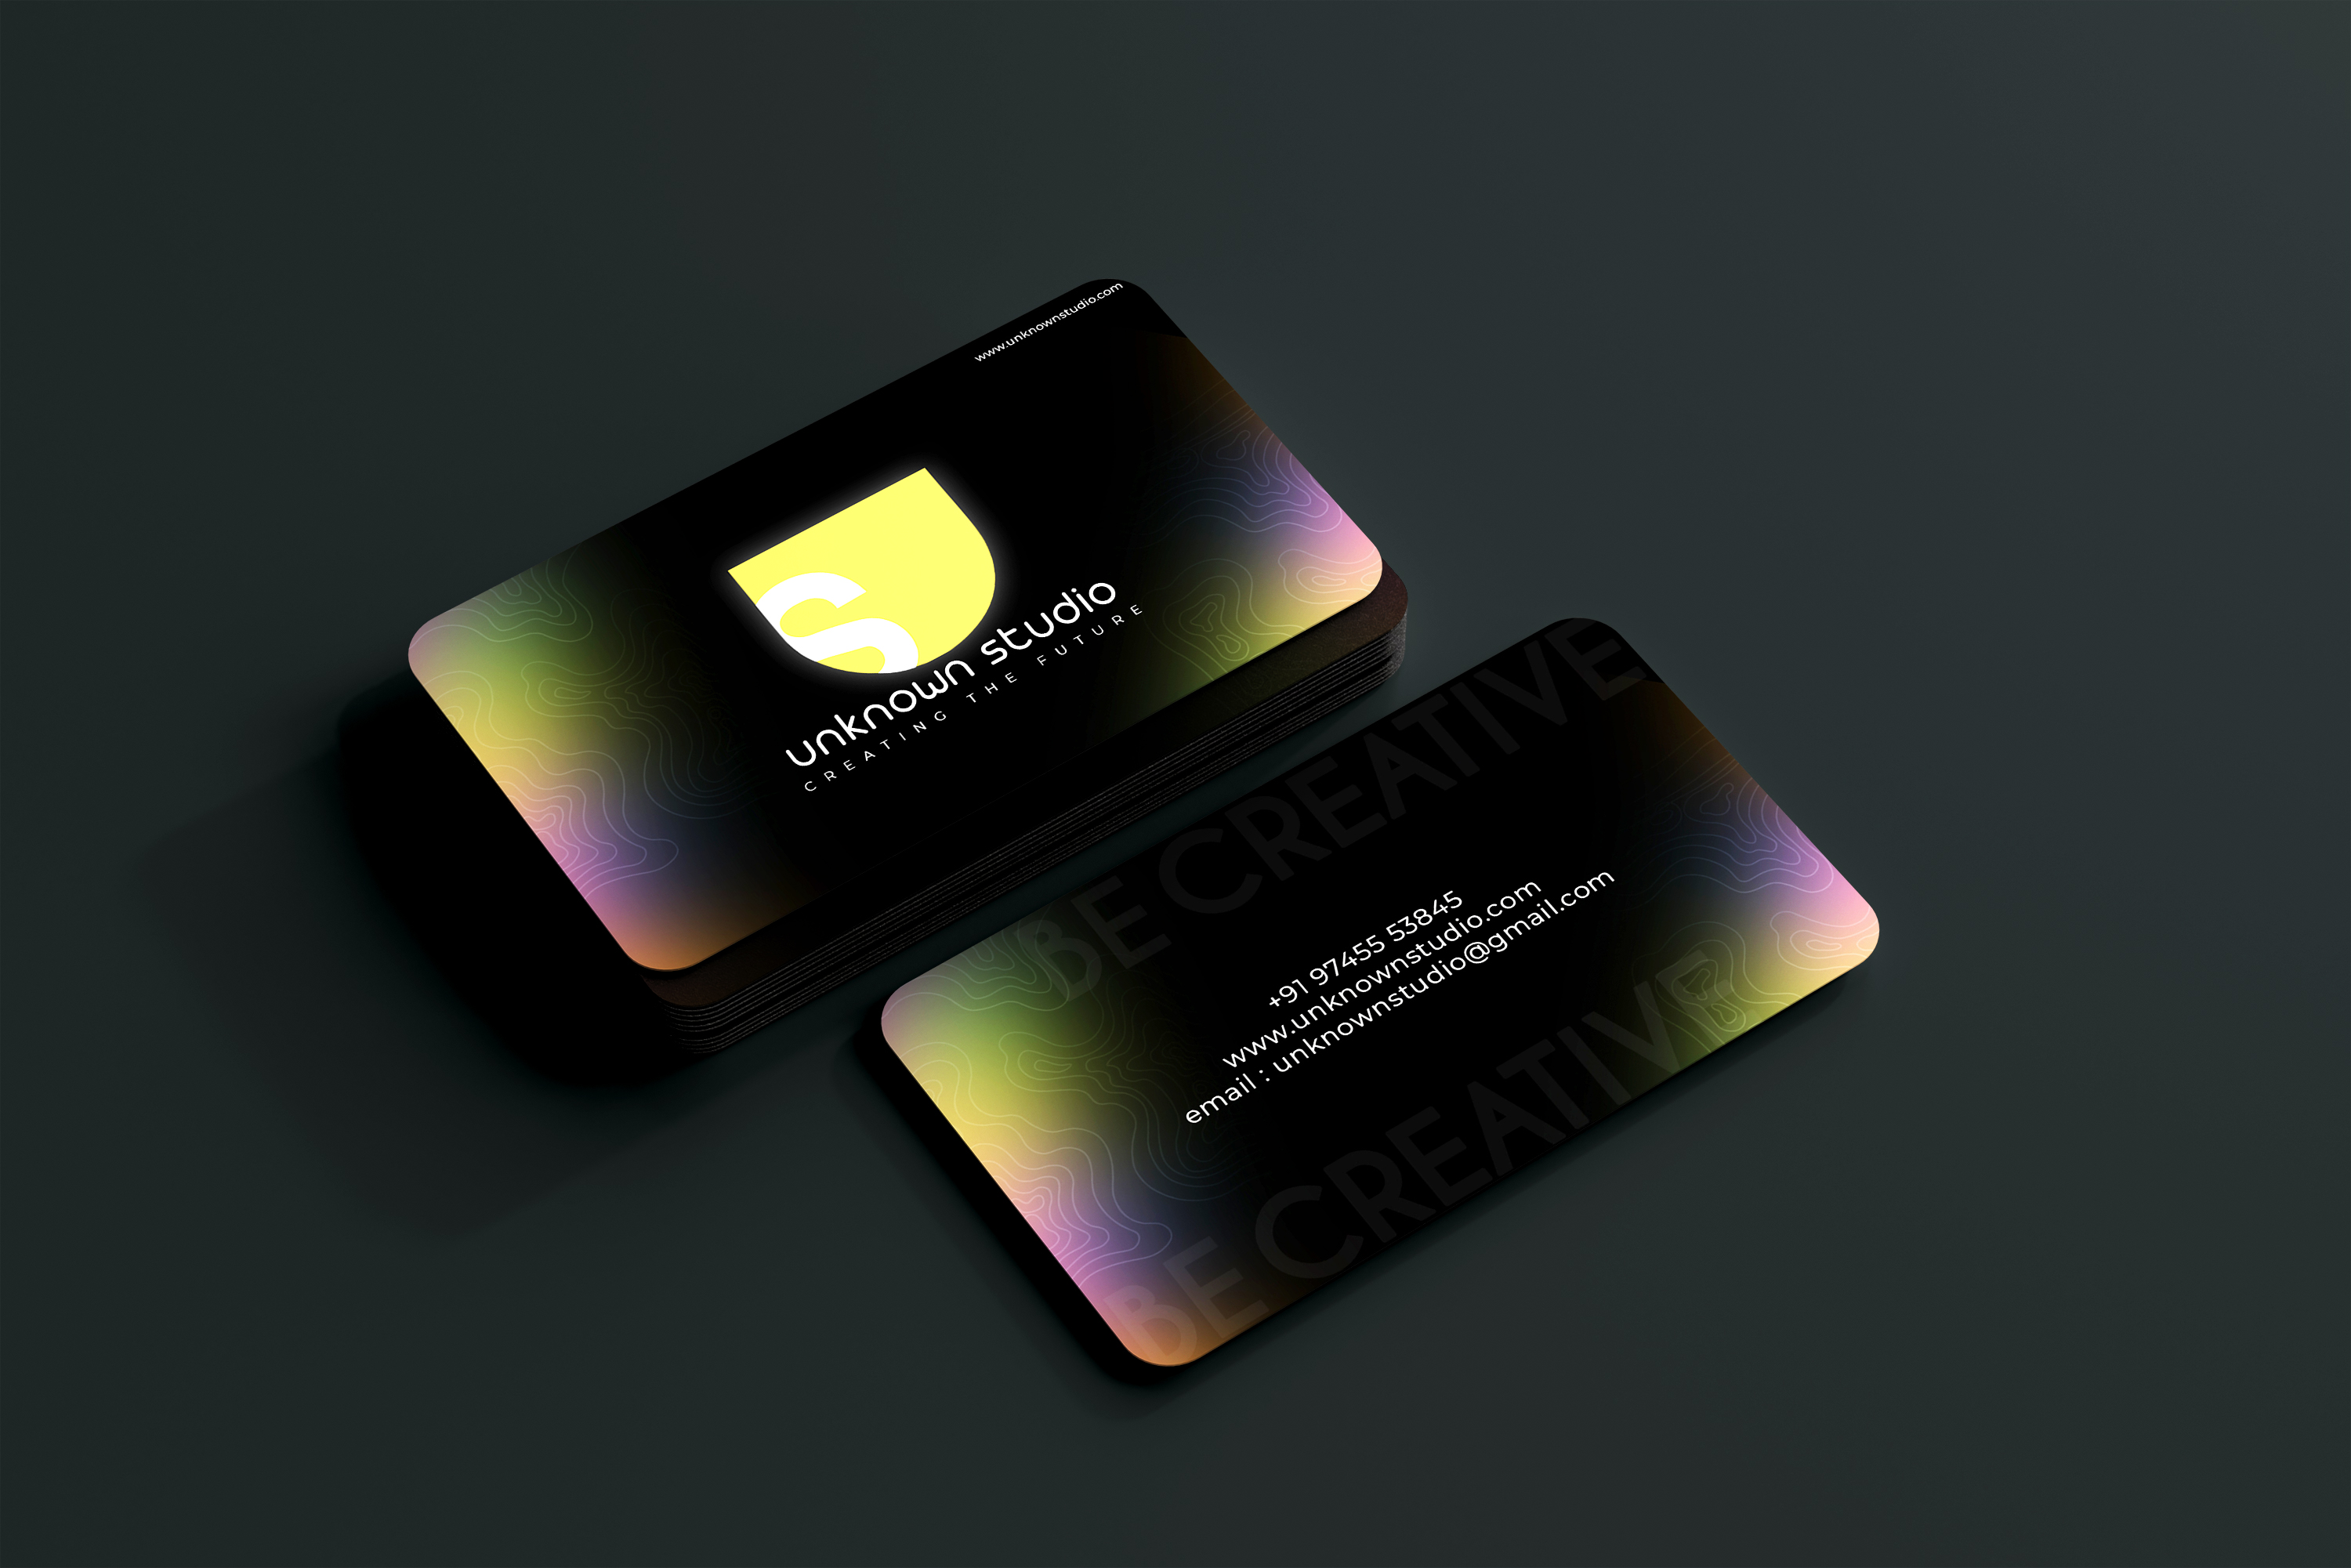 www.unknownstudio.com
S
unknown studio
CREATING THE FUTURE
BE CREATIVE
+91 97455 53845
www.unknownstudio.com
email : unknownstudio@gmail.com
BE CREATIVE